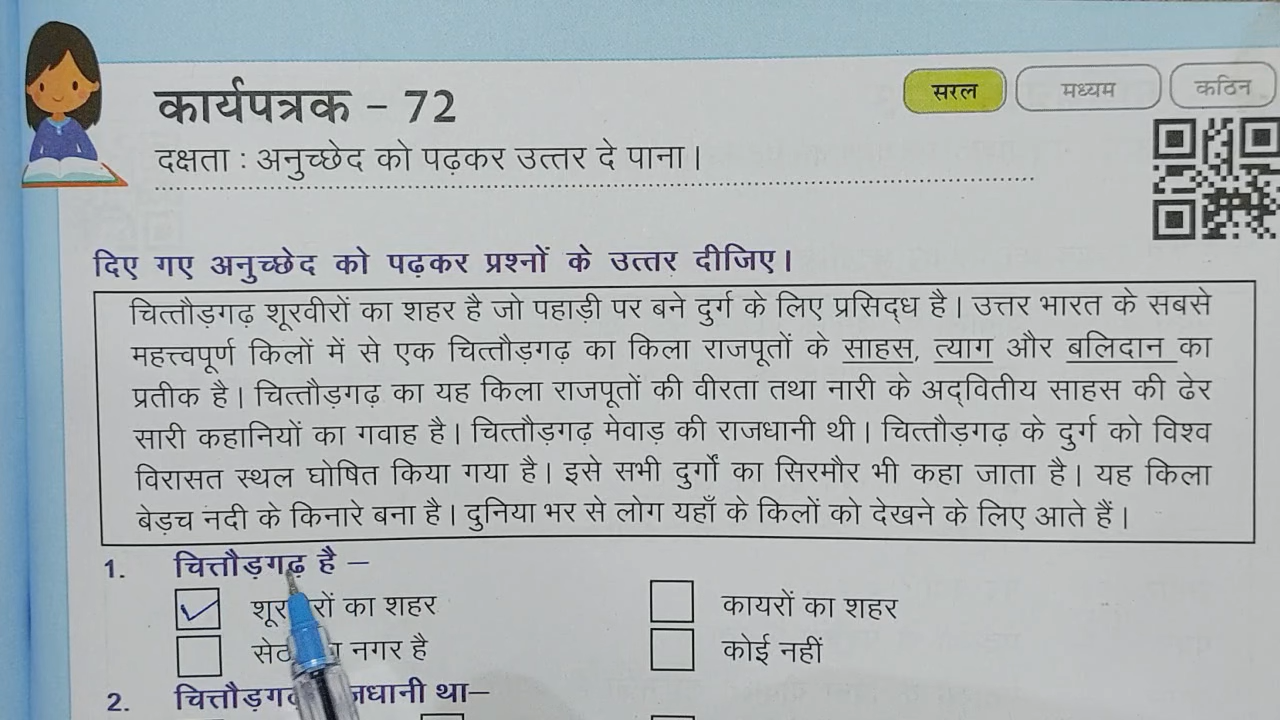 कार्यपत्रक – 72
सरल
मध्यम
कठिन
दक्षता : अनुच्छेद को पढ़कर उत्तर दे पाना।
दिए गए अनुच्छेद को पढ़कर प्रश्नों के उत्तर दीजिए।
चित्तौड़गढ़ शूरवीरों का शहर है जो पहाड़ी पर बने दुर्ग के लिए प्रसिद्ध है। उत्तर भारत के सबसे
महत्त्वपूर्ण किलों में से एक चित्तौड़गढ़ का किला राजपूतों के साहस, त्याग और बलिदान का
प्रतीक है। चित्तौड़गढ़ का यह किला राजपूतों की वीरता तथा नारी के अद्वितीय साहस की ढेर
सारी कहानियों का गवाह है। चित्तौड़गढ़ मेवाड़ की राजधानी थी। चित्तौड़गढ़ के दुर्ग को विश्व
विरासत स्थल घोषित किया गया है। इसे सभी दुर्गों का सिरमौर भी कहा जाता है। यह किला
बेड़च नदी के किनारे बना है। दुनिया भर से लोग यहाँ के किलों को देखने के लिए आते हैं।
1. चित्तौड़गढ़ है –
शूरवीरों का शहर
कायरों का शहर
नगर है
कोई नहीं
2. चित्तौड़गढ़ राजधानी था–